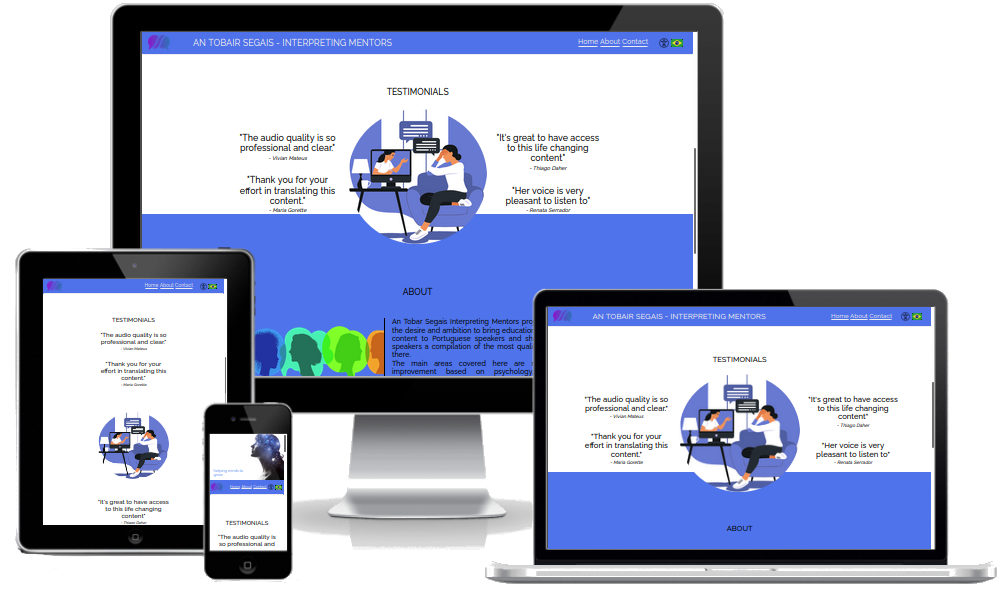 AN TOBAIR SEGAIS - INTERPRETING MENTORS
Home About Contact
TESTIMONIALS
"The audio quality is so
professional and clear."
- Vivian Mateus
"Thank you for your
effort in translating this
content."
- Maria Gorette
"It's great to have access
to this life changing
content"
- Thiago Daher
"Her voice is very
pleasant to listen to"
- Renata Serrador
ABOUT
An Tobar Segais Interpreting Mentors pro
the desire and ambition to bring education
content to Portuguese speakers and sh
speakers a compilation of the most quali
there.
The main areas covered here are
improvement based on psychology
Home About Contact
TESTIMONIALS
"The audio quality is so
professional and clear."
- Vivian Mateus
"Thank you for your
effort in translating this
content."
- Maria Gorette
"It's great to have access
to this life changing
content"
- Thiago Daher
helping minds to
grow
Home About Contact
TESTIMONIALS
"The audio quality is
so professional and
AN TOBAIR SEGAIS - INTERPRETING MENTORS
Home About Contact
TESTIMONIALS
"The audio quality is so
professional and clear."
- Vivian Mateus
"Thank you for your
effort in translating this
content."
- Maria Gorette
"It's great to have access
to this life changing
content"
- Thiago Daher
"Her voice is very
pleasant to listen to"
- Renata Serrador
ABOUT